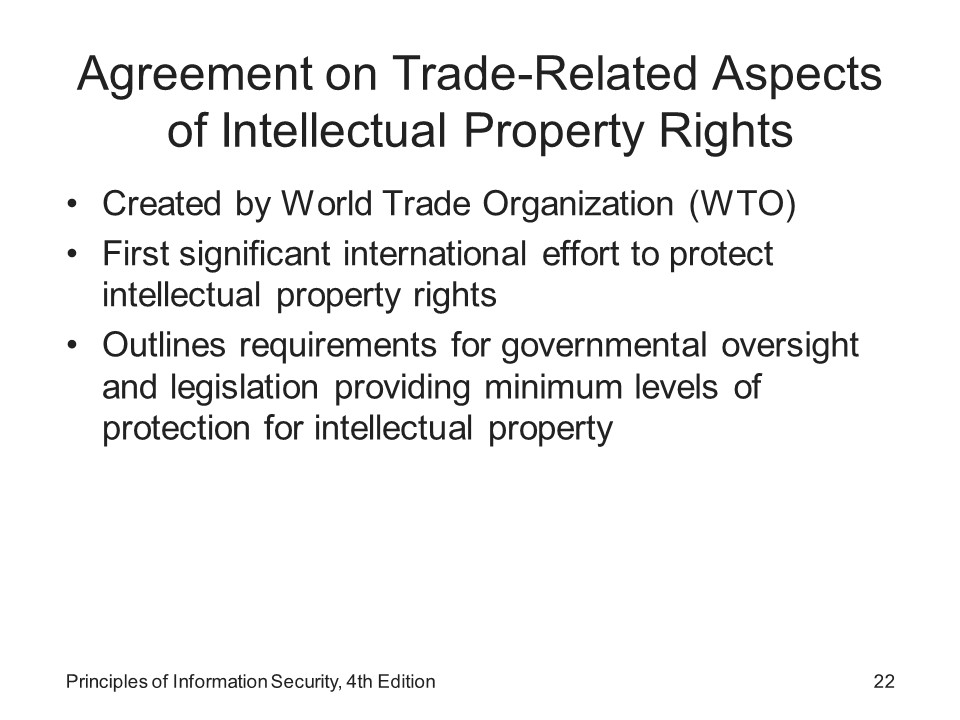 Agreement on Trade-Related Aspects
of Intellectual Property Rights
• Created by World Trade Organization (WTO)
• First significant international effort to protect
intellectual property rights
• Outlines requirements for governmental oversight
and legislation providing minimum levels of
protection for intellectual property
Principles of Information Security, 4th Edition 22